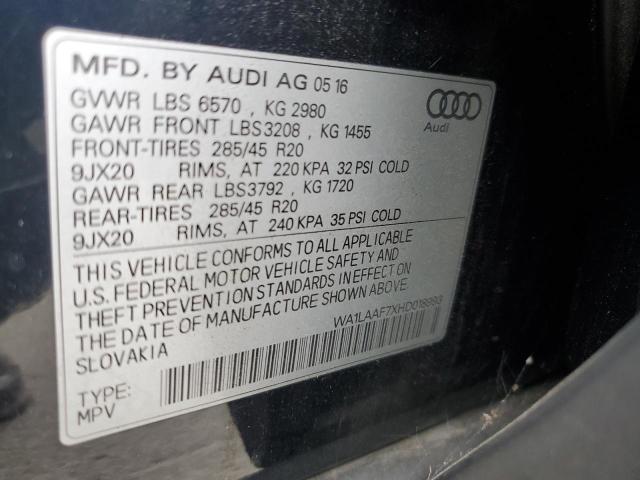 MFD. BY AUDI AG 05 16
GVWR LBS 6570 , KG 2980
GAWR FRONT LBS3208 , KG 1455
FRONT-TIRES 285/45 R20
9JX20 RIMS, AT 220 KPA 32 PSI COLD
GAWR REAR LBS3792 , KG 1720
REAR-TIRES 285/45 R20
9JX20 RIMS, AT 240 KPA 35 PSI COLD
Audi
THIS VEHICLE CONFORMS TO ALL APPLICABLE
U.S. FEDERAL MOTOR VEHICLE SAFETY AND
THEFT PREVENTION STANDARDS IN EFFECT ON
THE DATE OF MANUFACTURE SHOWN ABOVE.
SLOVAKIA
WA1LAAF7XHD018993
TYPE:
MPV